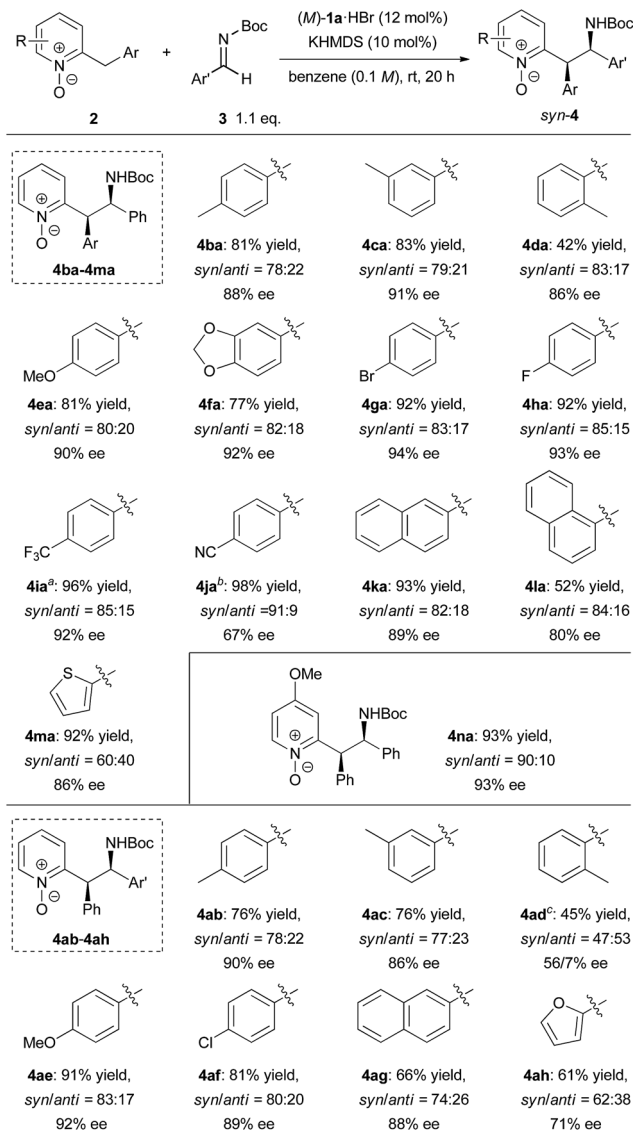 (M)-1a·HBr (12 mol%)
KHMDS (10 mol%)
benzene (0.1 M), rt, 20 h
R
N
⊕
O
⊖
Ar
+
N
Boc
Ar'
H
R
N
⊕
O
⊖
NHBoc
Ar'
Ar
2
3 1.1 eq.
syn-4
NHBoc
N
⊕
O
⊖
Ph
Ar
4ba-4ma
4ba: 81% yield,
syn/anti = 78:22
88% ee
4ca: 83% yield,
syn/anti = 79:21
91% ee
4da: 42% yield,
syn/anti = 83:17
86% ee
MeO
4ea: 81% yield,
syn/anti = 80:20
90% ee
O
O
4fa: 77% yield,
syn/anti = 82:18
92% ee
Br
4ga: 92% yield,
syn/anti = 83:17
94% ee
F
4ha: 92% yield,
syn/anti = 85:15
93% ee
F3C
4iaᵃ: 96% yield,
syn/anti = 85:15
92% ee
NC
4jaᵇ: 98% yield,
syn/anti =91:9
67% ee
4ka: 93% yield,
syn/anti = 82:18
89% ee
4la: 52% yield,
syn/anti = 84:16
80% ee
S
4ma: 92% yield,
syn/anti = 60:40
86% ee
OMe
NHBoc
N
⊕
O
⊖
Ph
Ph
4na: 93% yield,
syn/anti = 90:10
93% ee
NHBoc
N
⊕
O
⊖
Ar'
Ph
4ab-4ah
4ab: 76% yield,
syn/anti = 78:22
90% ee
4ac: 76% yield,
syn/anti = 77:23
86% ee
4adᶜ: 45% yield,
syn/anti = 47:53
56/7% ee
MeO
4ae: 91% yield,
syn/anti = 83:17
92% ee
Cl
4af: 81% yield,
syn/anti = 80:20
89% ee
4ag: 66% yield,
syn/anti = 74:26
88% ee
O
4ah: 61% yield,
syn/anti = 62:38
71% ee